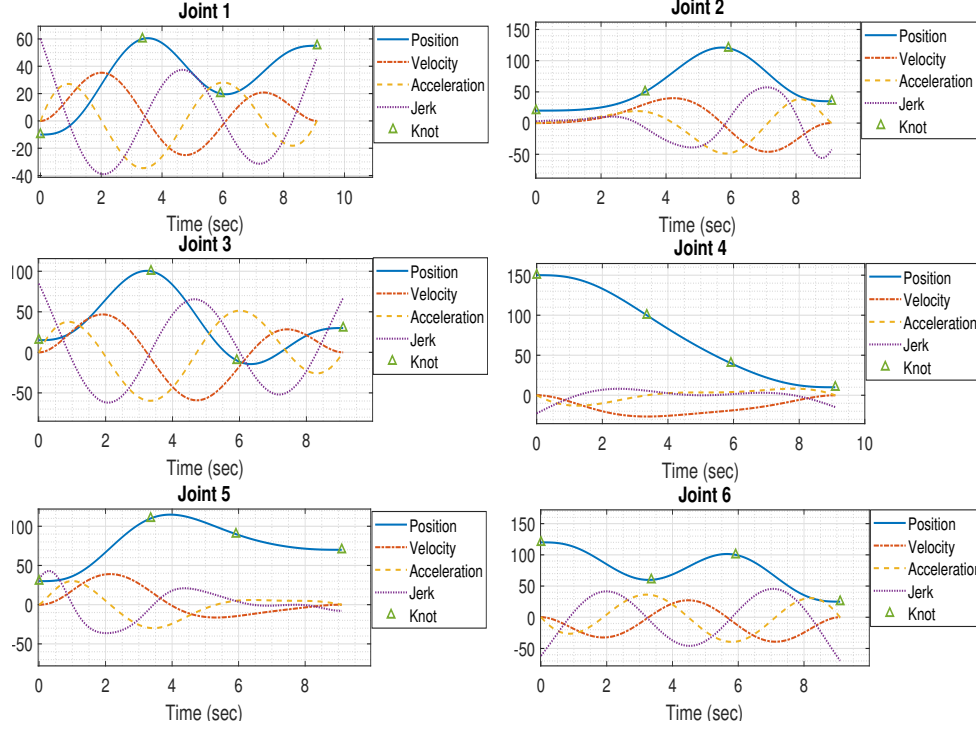 Joint 1
60
40
20
0
-20
-40
0 2 4 6 8 10
Time (sec)
Position
Velocity
Acceleration
Jerk
Knot
Joint 2
150
100
50
0
-50
0 2 4 6 8
Time (sec)
Position
Velocity
Acceleration
Jerk
Knot
Joint 3
100
50
0
-50
0 2 4 6 8
Time (sec)
Position
Velocity
Acceleration
Jerk
Knot
Joint 4
150
100
50
0
0 2 4 6 8 10
Time (sec)
Position
Velocity
Acceleration
Jerk
Knot
Joint 5
100
50
0
-50
0 2 4 6 8
Time (sec)
Position
Velocity
Acceleration
Jerk
Knot
Joint 6
150
100
50
0
-50
0 2 4 6 8
Time (sec)
Position
Velocity
Acceleration
Jerk
Knot